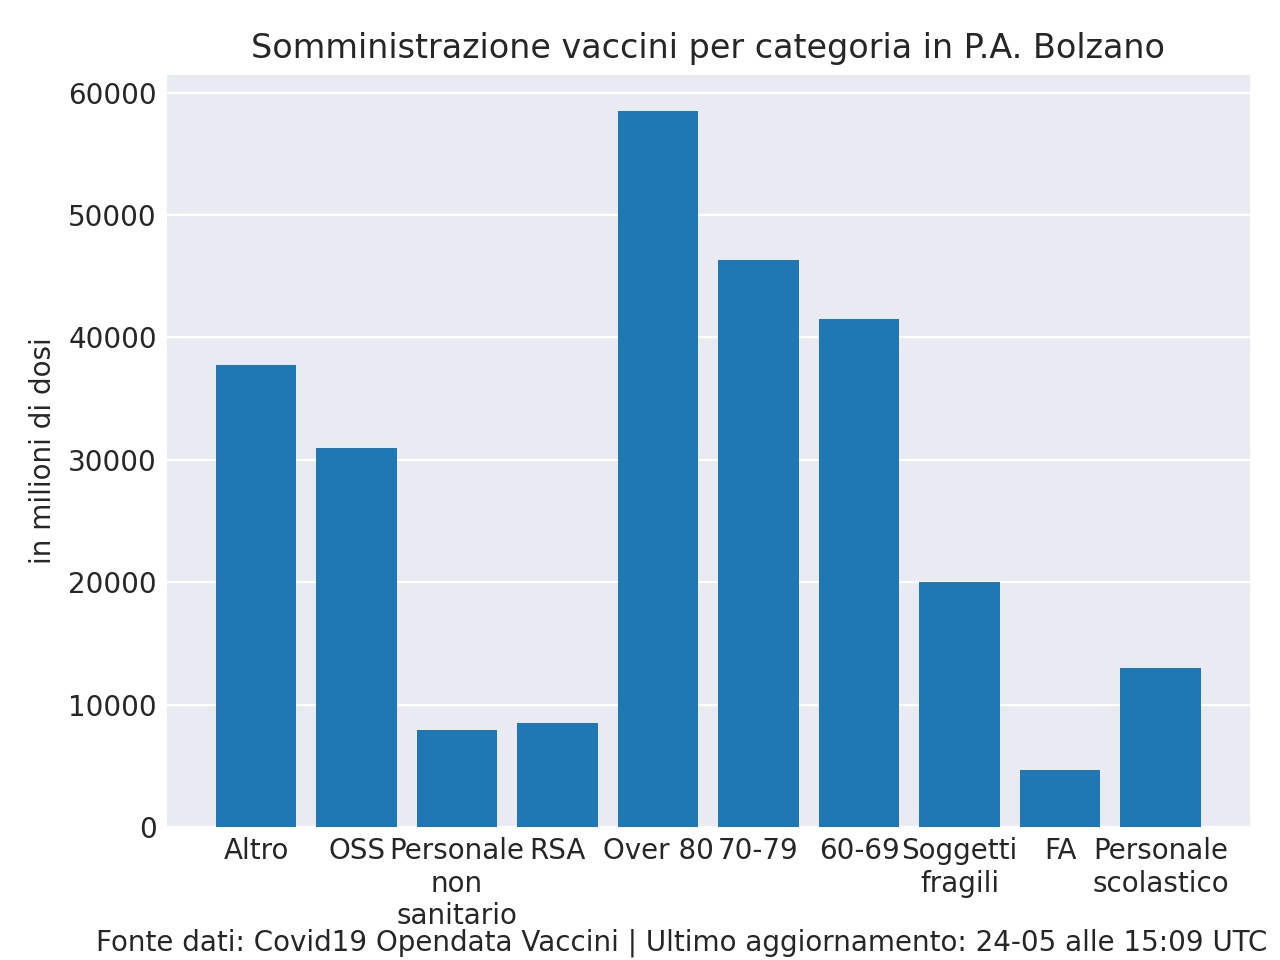 Somministrazione vaccini per categoria in P.A. Bolzano
60000
50000
40000
30000
20000
10000
0
in milioni di dosi
Altro OSS Personale RSA Over 80 70-79 60-69 Soggetti FA Personale
non fragili scolastico
sanitario
Fonte dati: Covid19 Opendata Vaccini | Ultimo aggiornamento: 24-05 alle 15:09 UTC